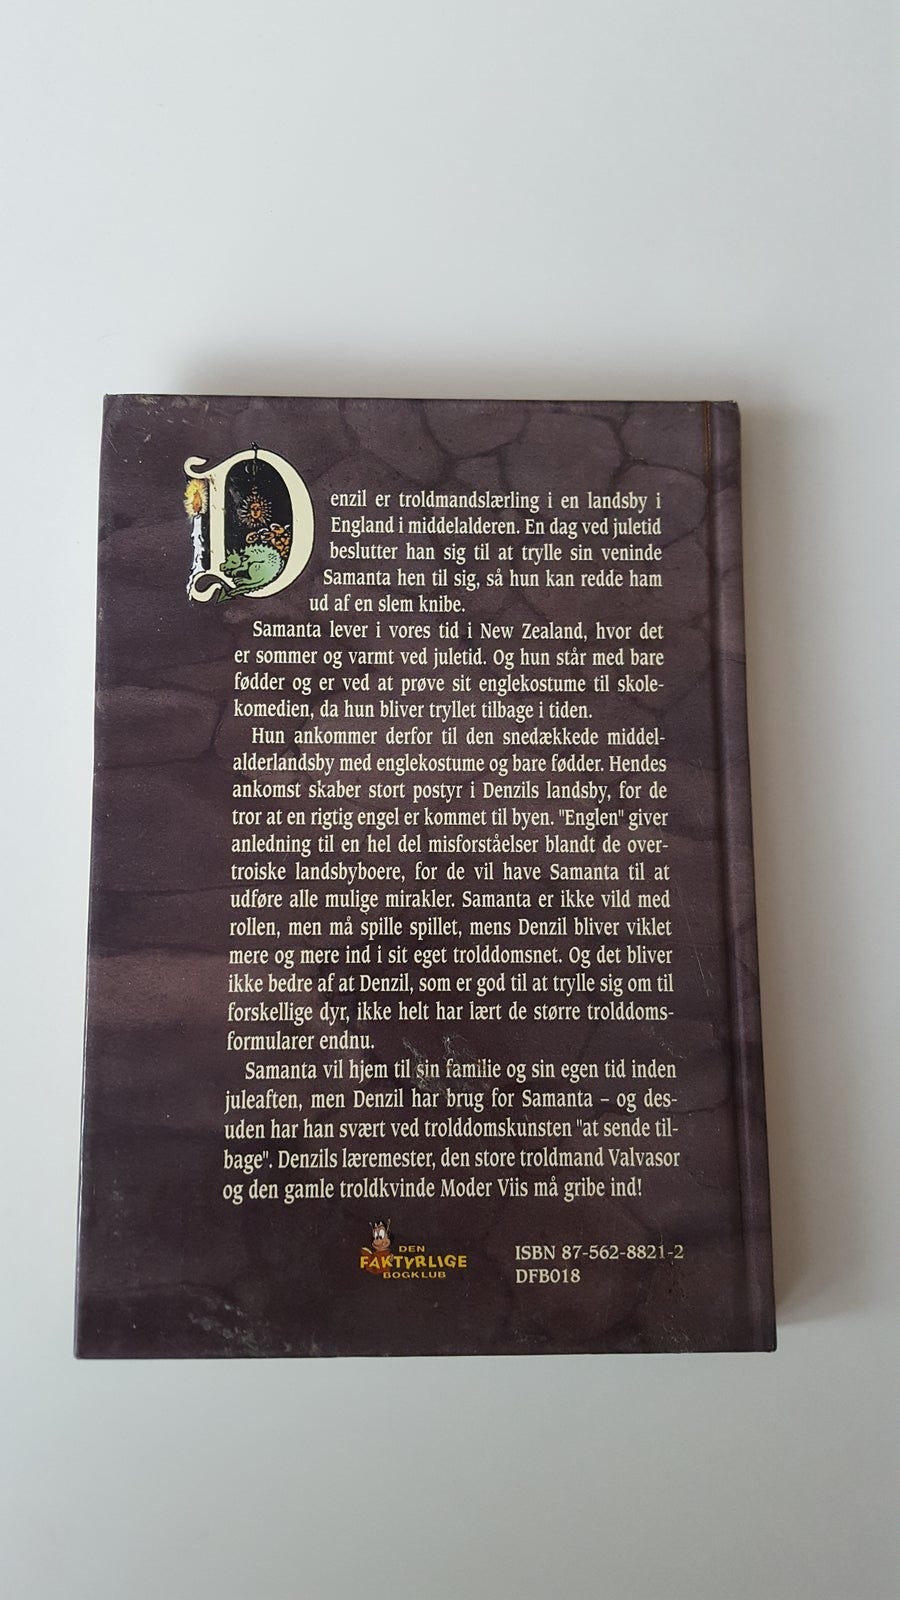 Denzil er troldmandslærling i en landsby i
England i middelalderen. En dag ved juletid
beslutter han sig til at trylle sin veninde
Samanta hen til sig, så hun kan redde ham
ud af en slem knibe.
Samanta lever i vores tid i New Zealand, hvor det
er sommer og varmt ved juletid. Og hun står med bare
fødder og er ved at prøve sit englekostume til skole-
komedien, da hun bliver tryllet tilbage i tiden.
Hun ankommer derfor til den snedækkede middel-
alderlandsby med englekostume og bare fødder. Hendes
ankomst skaber stort postyr i Denzils landsby, for de
tror at en rigtig engel er kommet til byen. "Englen" giver
anledning til en hel del misforståelser blandt de over-
troiske landsbyboere, for de vil have Samanta til at
udføre alle mulige mirakler. Samanta er ikke vild med
rollen, men må spille spillet, mens Denzil bliver viklet
mere og mere ind i sit eget trolddomsnet. Og det bliver
ikke bedre af at Denzil, som er god til at trylle sig om til
forskellige dyr, ikke helt har lært de større trolddoms-
formularer endnu.
Samanta vil hjem til sin familie og sin egen tid inden
juleaften, men Denzil har brug for Samanta – og des-
uden har han svært ved trolddomskunsten "at sende til-
bage". Denzils læremester, den store troldmand Valvasor
og den gamle troldkvinde Moder Viis må gribe ind!
DEN
FAKTYRLIGE
BOGKLUB
ISBN 87-562-8821-2
DFB018